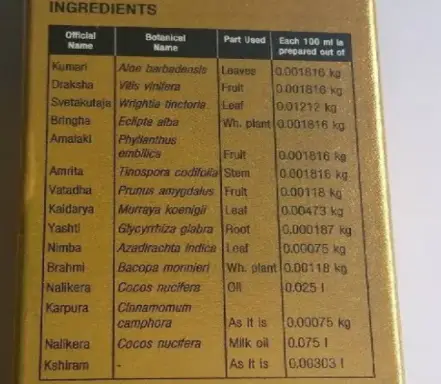 INGREDIENTS
Official Name Botanical Name Part Used Each 100 ml is prepared out of
Kumari Aloe barbadensis Leaves 0.001816 kg
Draksha Vitis vinifera Fruit 0.001816 kg
Svetakutaja Wrightia tinctoria Leaf 0.01212 kg
Bringha Eclipte alba Wh. plant 0.001816 kg
Amalaki Phyllanthus
embilica Fruit 0.001816 kg
Amrita Tinospora codifolia Stem 0.001816 kg
Vatadha Prunus amygdalus Fruit 0.00118 kg
Kaidarya Murraya koenigii Leaf 0.00473 kg
Yashti Glycyrrhiza glabra Root 0.000187 kg
Nimba Azadirachta indica Leaf 0.00075 kg
Brahmi Bacopa monnieri Wh. plant 0.00118 kg
Nalikera Cocos nucifera Oil 0.025 l
Karpura Cinnamomum
camphora As it is 0.00075 kg
Nalikera Cocos nucifera Milk oil 0.075 l
Kshiram - As it is 0.00303 l